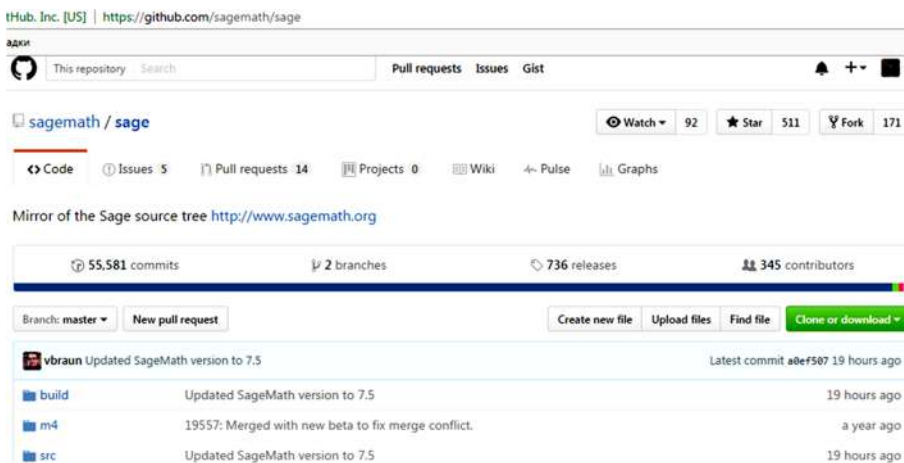 tHub. Inc. [US] | https://github.com/sagemath/sage
адки
This repository Search Pull requests Issues Gist
sagemath / sage Watch 92 Star 511 Fork 171
Code Issues 5 Pull requests 14 Projects 0 Wiki Pulse Graphs
Mirror of the Sage source tree http://www.sagemath.org
55,581 commits 2 branches 736 releases 345 contributors
Branch: master New pull request Create new file Upload files Find file Clone or download
vbraun Updated SageMath version to 7.5 Latest commit a0ef507 19 hours ago
build Updated SageMath version to 7.5 19 hours ago
m4 19557: Merged with new beta to fix merge conflict. a year ago
src Updated SageMath version to 7.5 19 hours ago